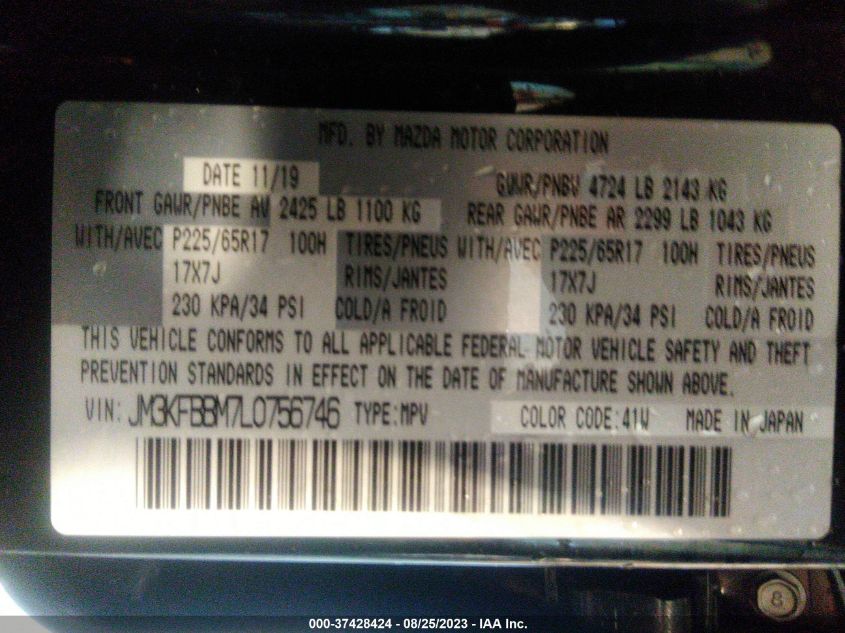 MFD. BY MAZDA MOTOR CORPORATION
DATE 11/19 GVWR/PNBV 4724 LB 2143 KG
FRONT GAWR/PNBE AV 2425 LB 1100 KG REAR GAWR/PNBE AR 2299 LB 1043 KG
WITH/AVEC P225/65R17 100H TIRES/PNEUS WITH/AVEC P225/65R17 100H TIRES/PNEUS
17X7J RIMS/JANTES 17X7J RIMS/JANTES
230 KPA/34 PSI COLD/A FROID 230 KPA/34 PSI COLD/A FROID
THIS VEHICLE CONFORMS TO ALL APPLICABLE FEDERAL MOTOR VEHICLE SAFETY AND THEFT
PREVENTION STANDARDS IN EFFECT ON THE DATE OF MANUFACTURE SHOWN ABOVE.
VIN: JM3KFBBM7L0756746 TYPE:MPV COLOR CODE:41W MADE IN JAPAN
8
000-37428424 - 08/25/2023 - IAA Inc.